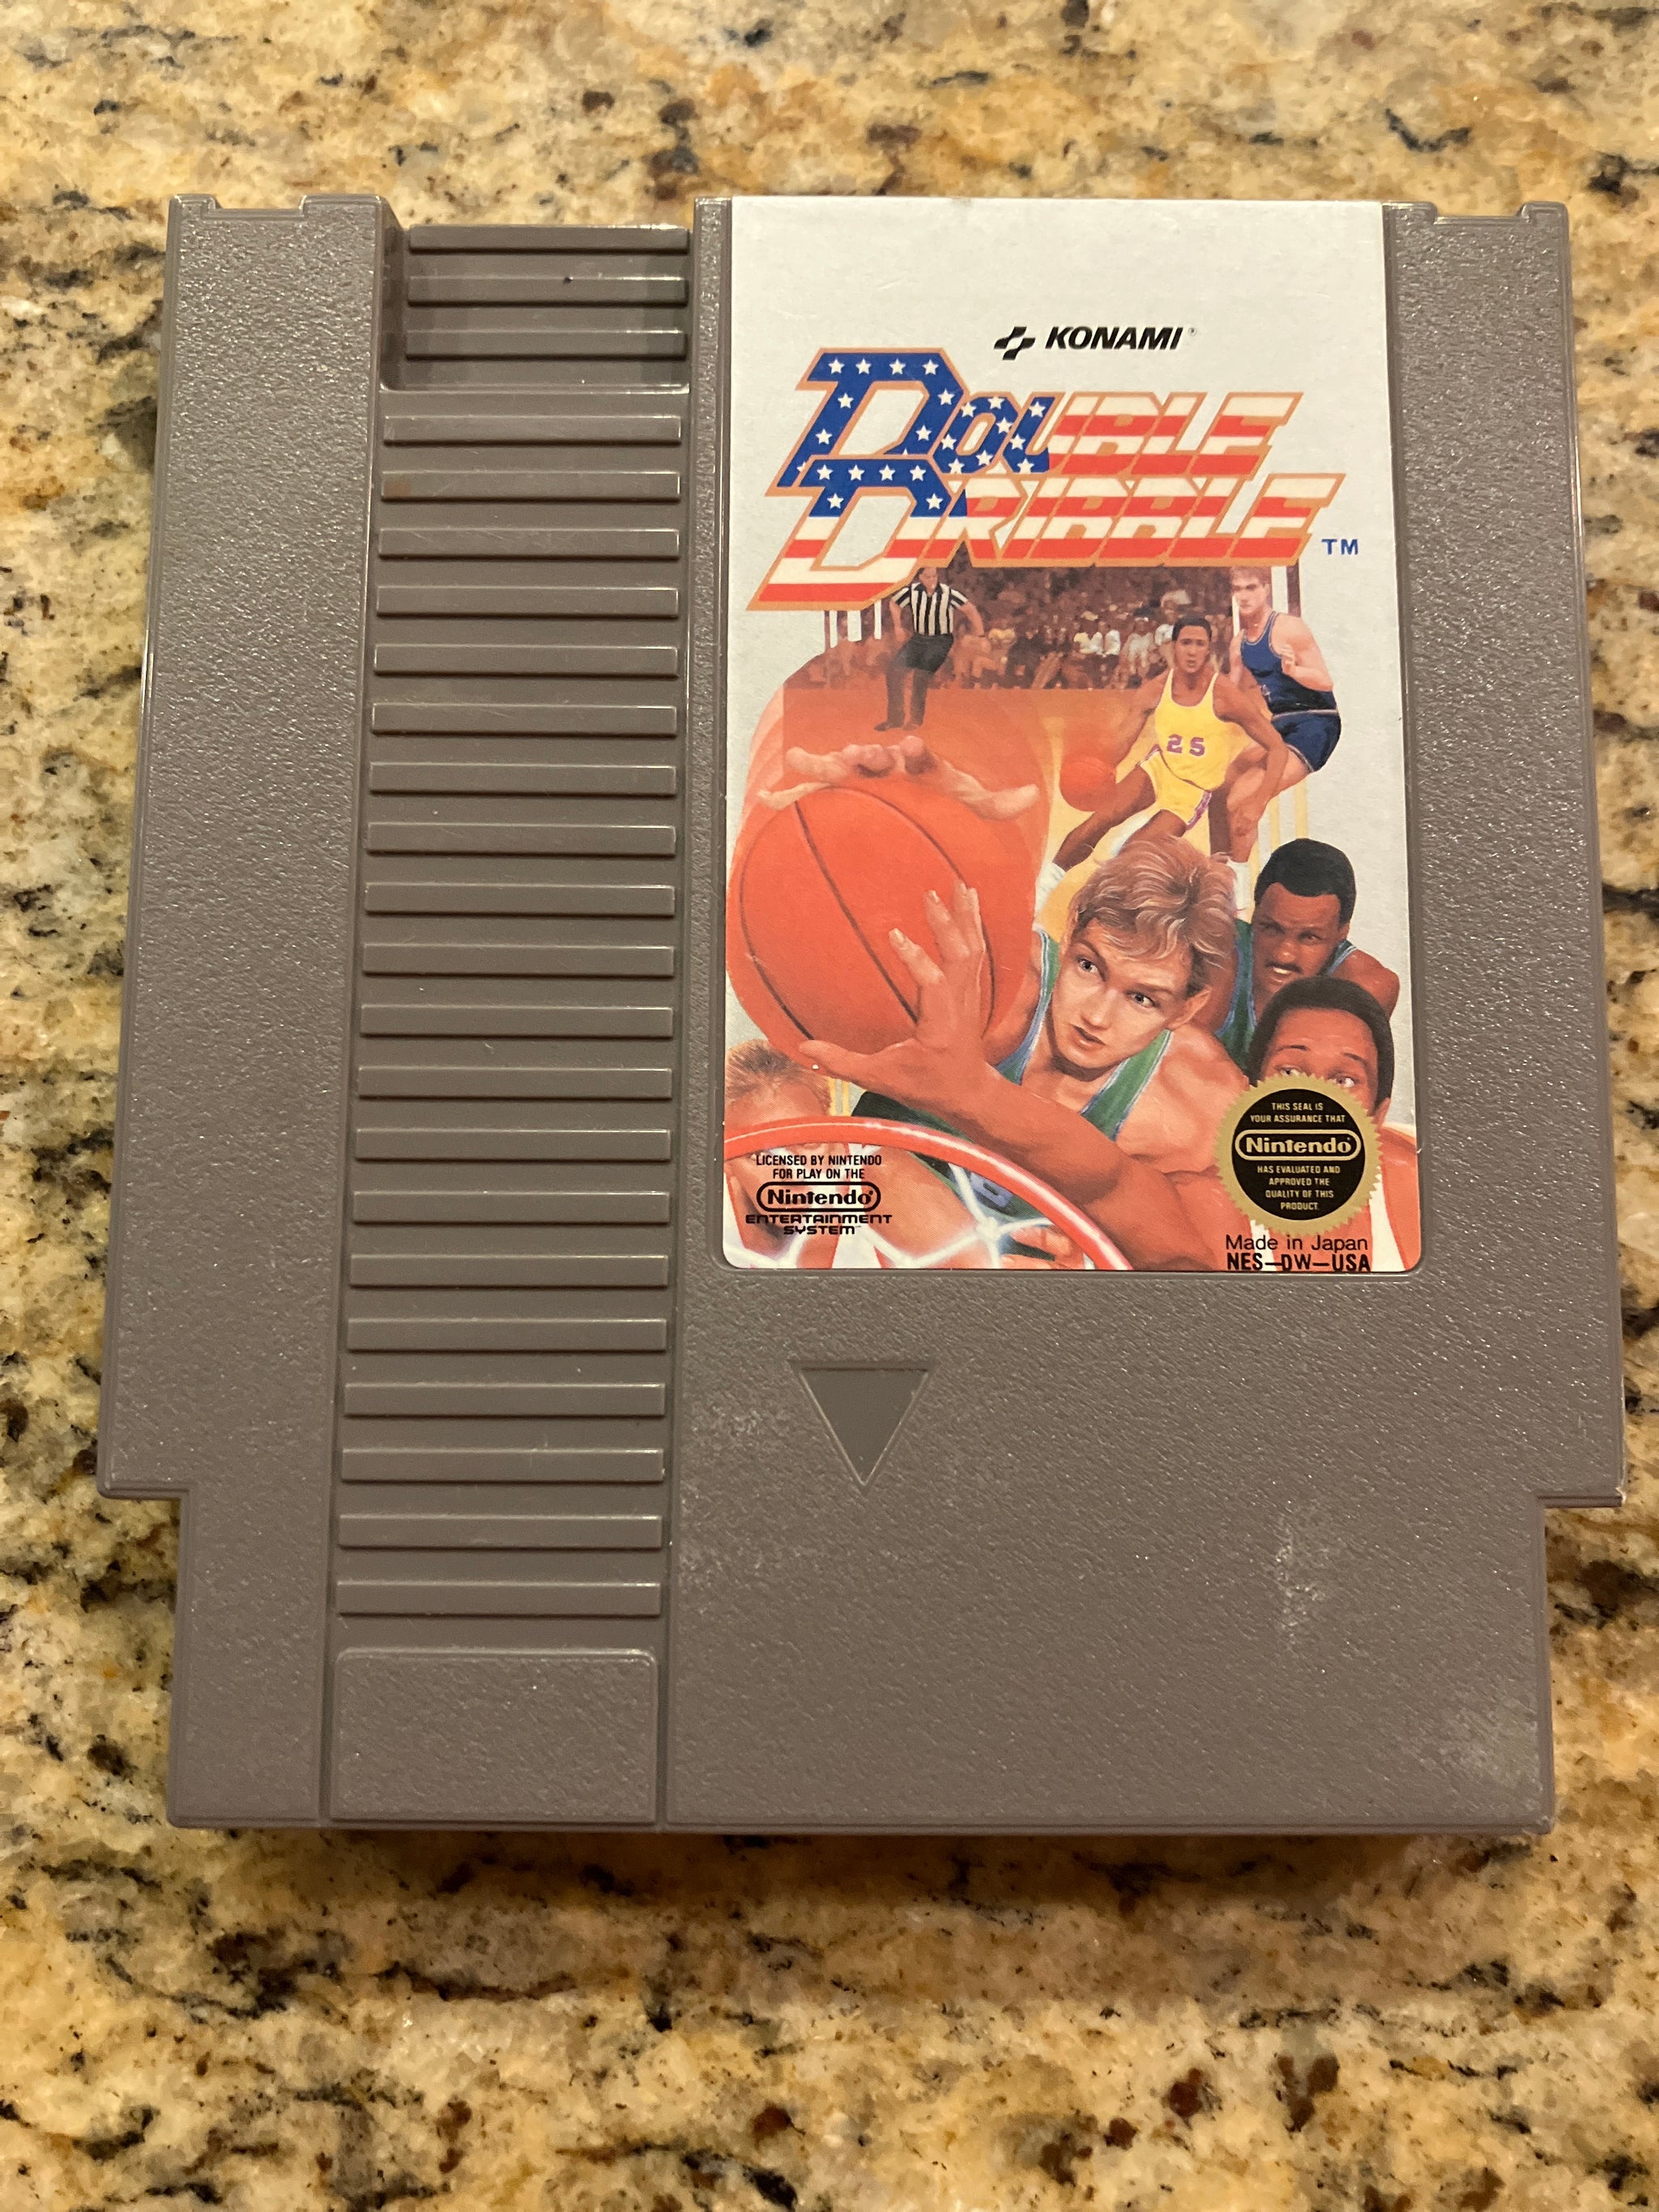 KONAMI®
DOUBLE
DRIBBLE TM
25
LICENSED BY NINTENDO
FOR PLAY ON THE
Nintendo®
ENTERTAINMENT
SYSTEM™
THIS SEAL IS
YOUR ASSURANCE THAT
Nintendo®
HAS EVALUATED AND
APPROVED THE
QUALITY OF THIS
PRODUCT.
Made in Japan
NES-DW-USA